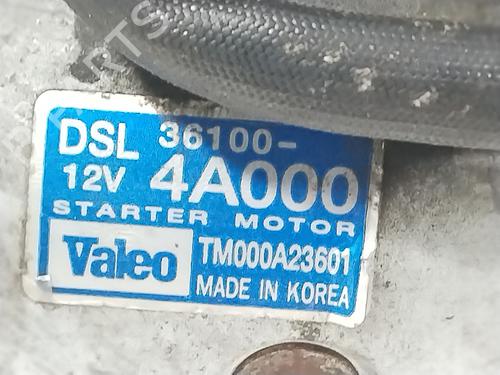 DSL 36100-
12V 4A000
STARTER MOTOR
Valeo TM000A23601
MADE IN KOREA